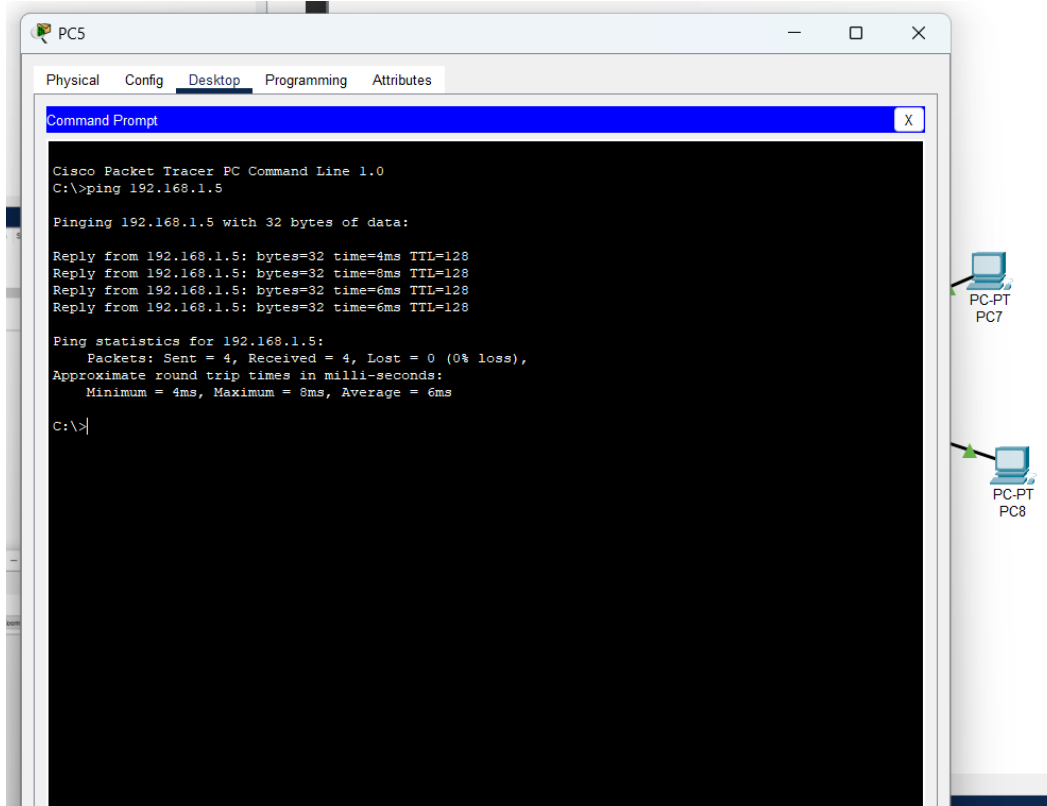 PC5
Physical Config Desktop Programming Attributes
Command Prompt
X
Cisco Packet Tracer PC Command Line 1.0
C:\>ping 192.168.1.5
Pinging 192.168.1.5 with 32 bytes of data:
Reply from 192.168.1.5: bytes=32 time=4ms TTL=128
Reply from 192.168.1.5: bytes=32 time=8ms TTL=128
Reply from 192.168.1.5: bytes=32 time=6ms TTL=128
Reply from 192.168.1.5: bytes=32 time=6ms TTL=128
Ping statistics for 192.168.1.5:
Packets: Sent = 4, Received = 4, Lost = 0 (0% loss),
Approximate round trip times in milli-seconds:
Minimum = 4ms, Maximum = 8ms, Average = 6ms
C:\>
PC-PT
PC7
PC-PT
PC8